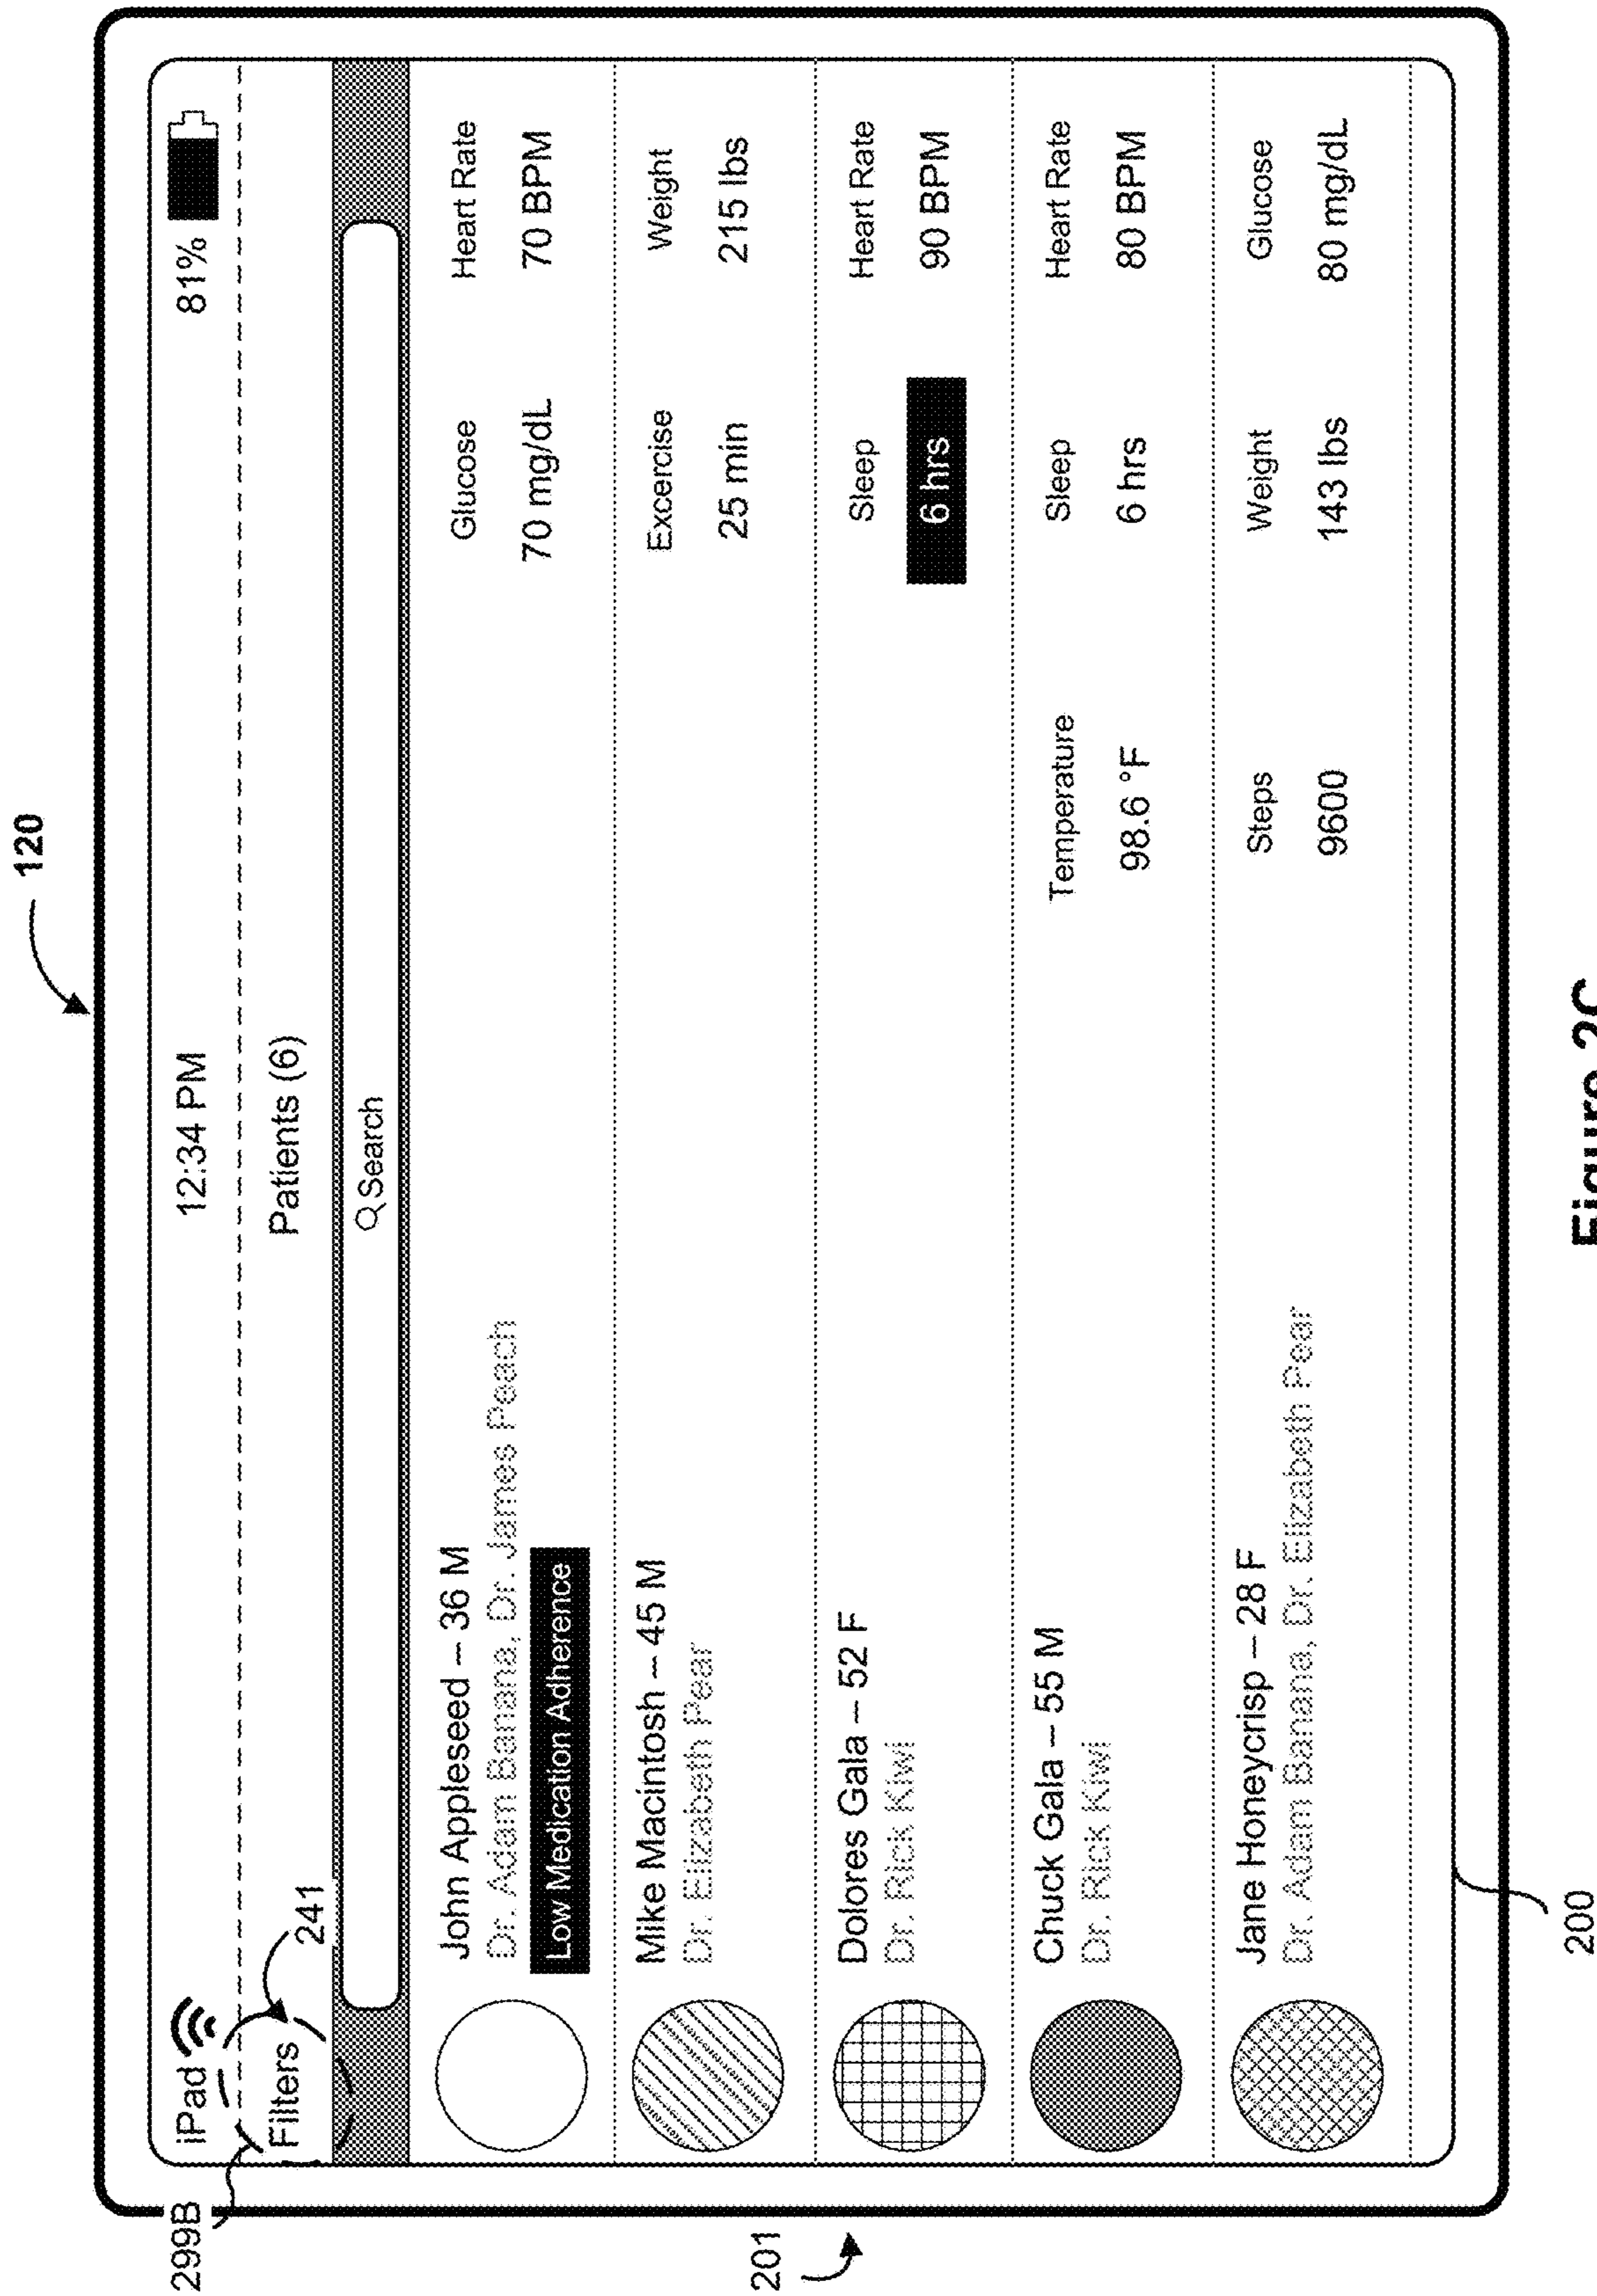 120
iPad 12:34 PM 81%
299B
Filters Patients (6)
241
Search
John Appleseed – 36 M Glucose Heart Rate
Dr. Adam Banana, Dr. James Peach
Low Medication Adherence 70 mg/dL 70 BPM
Mike Macintosh – 45 M Excercise Weight
Dr. Elizabeth Pear 25 min 215 lbs
201
Dolores Gala – 52 F Sleep Heart Rate
Dr. Rick Kiwi 6 hrs 90 BPM
Chuck Gala – 55 M Temperature Sleep Heart Rate
Dr. Rick Kiwi 98.6 °F 6 hrs 80 BPM
Jane Honeycrisp – 28 F Steps Weight Glucose
Dr. Adam Banana, Dr. Elizabeth Pear 9600 143 lbs 80 mg/dL
200
Figure 2C